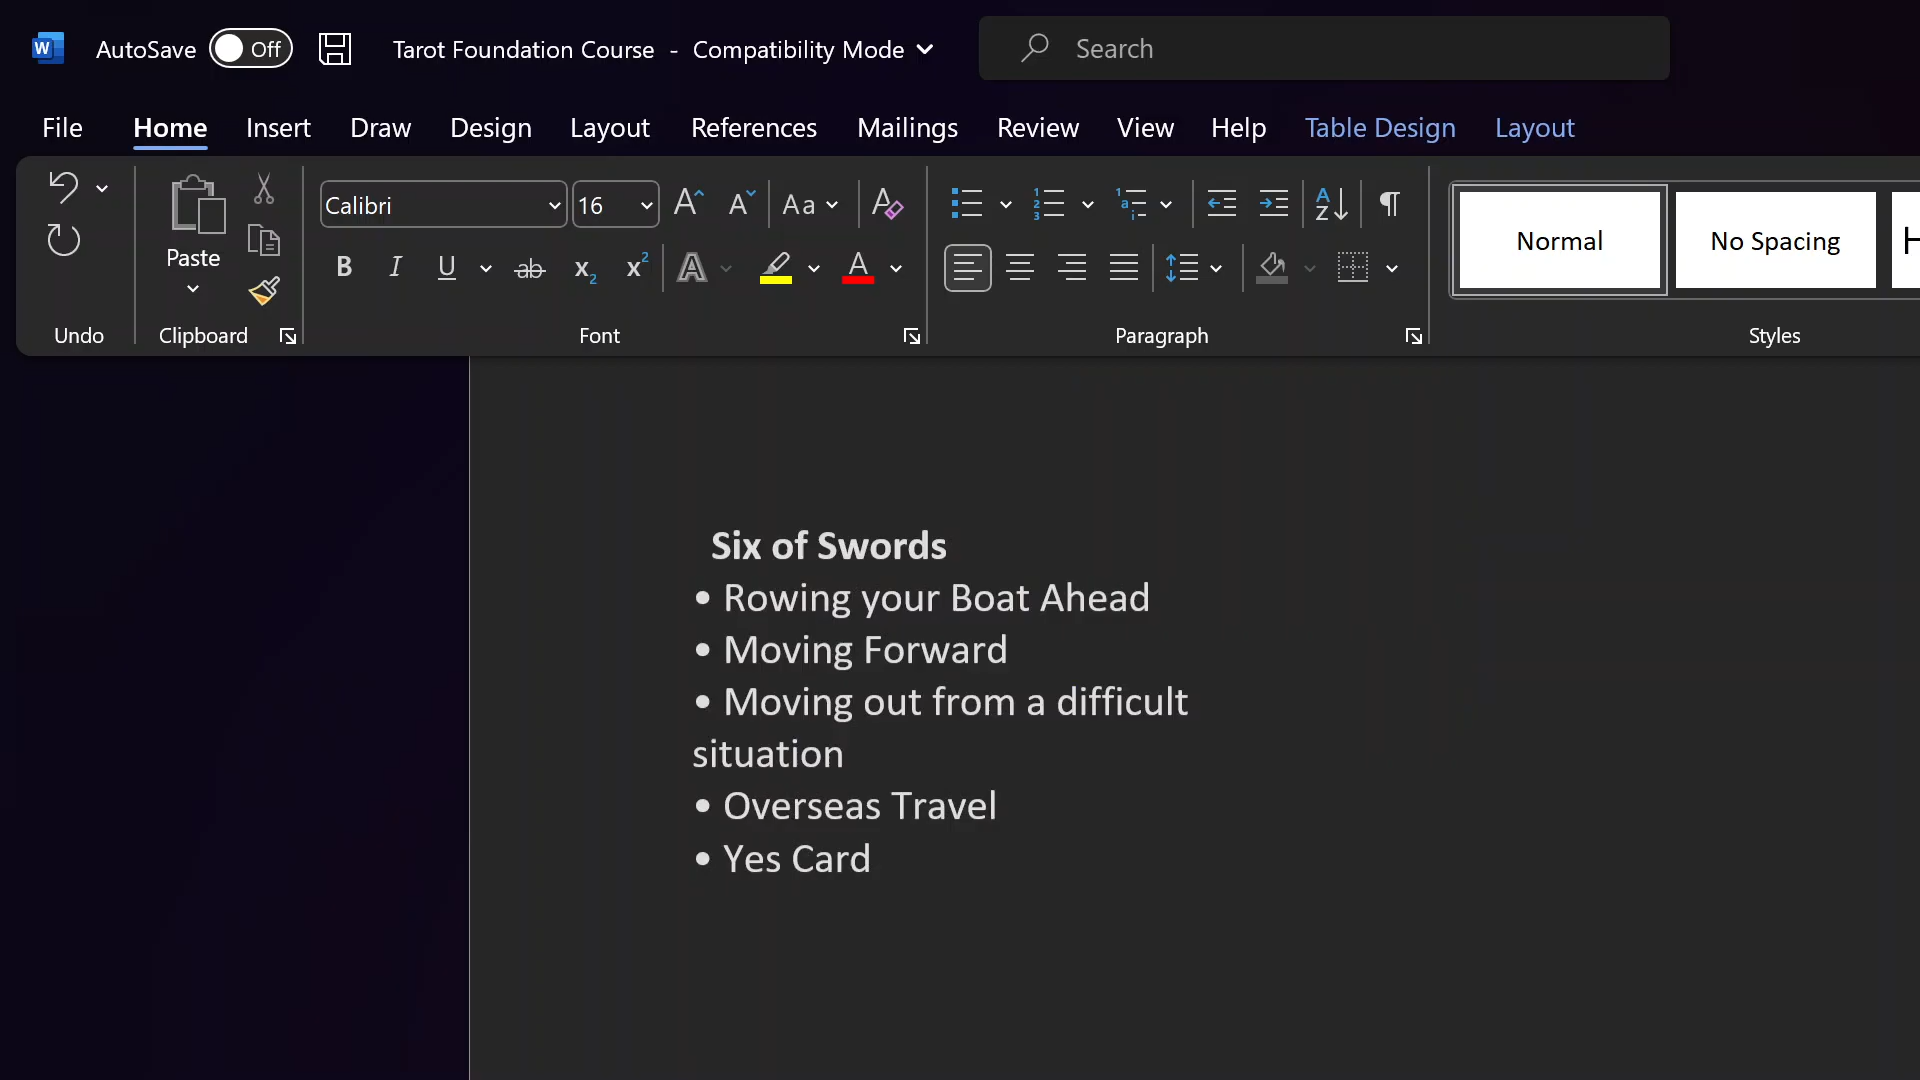 W AutoSave Off Tarot Foundation Course - Compatibility Mode Search
File Home Insert Draw Design Layout References Mailings Review View Help Table Design Layout
Calibri 16 Aa
Paste
Normal No Spacing
Undo Clipboard Font Paragraph Styles
Six of Swords
• Rowing your Boat Ahead
• Moving Forward
• Moving out from a difficult
situation
• Overseas Travel
• Yes Card